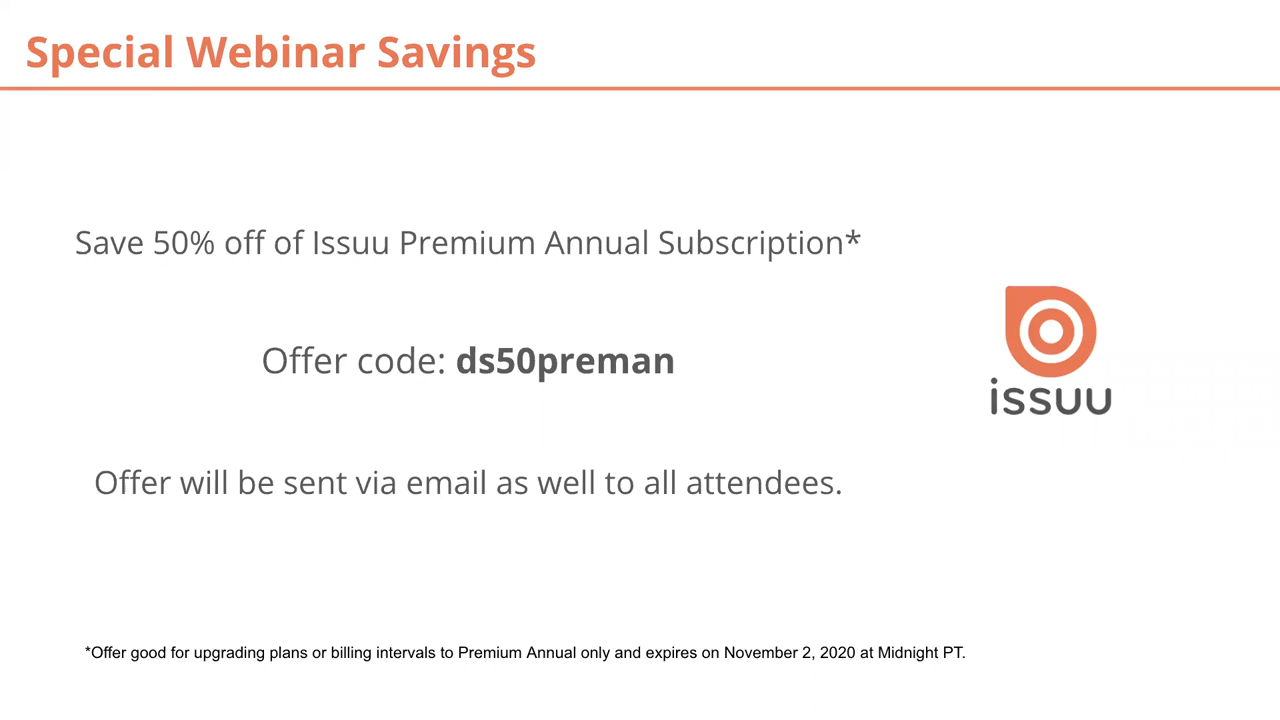 Special Webinar Savings
Save 50% off of Issuu Premium Annual Subscription*
Offer code: ds50preman
issuu
Offer will be sent via email as well to all attendees.
*Offer good for upgrading plans or billing intervals to Premium Annual only and expires on November 2, 2020 at Midnight PT.